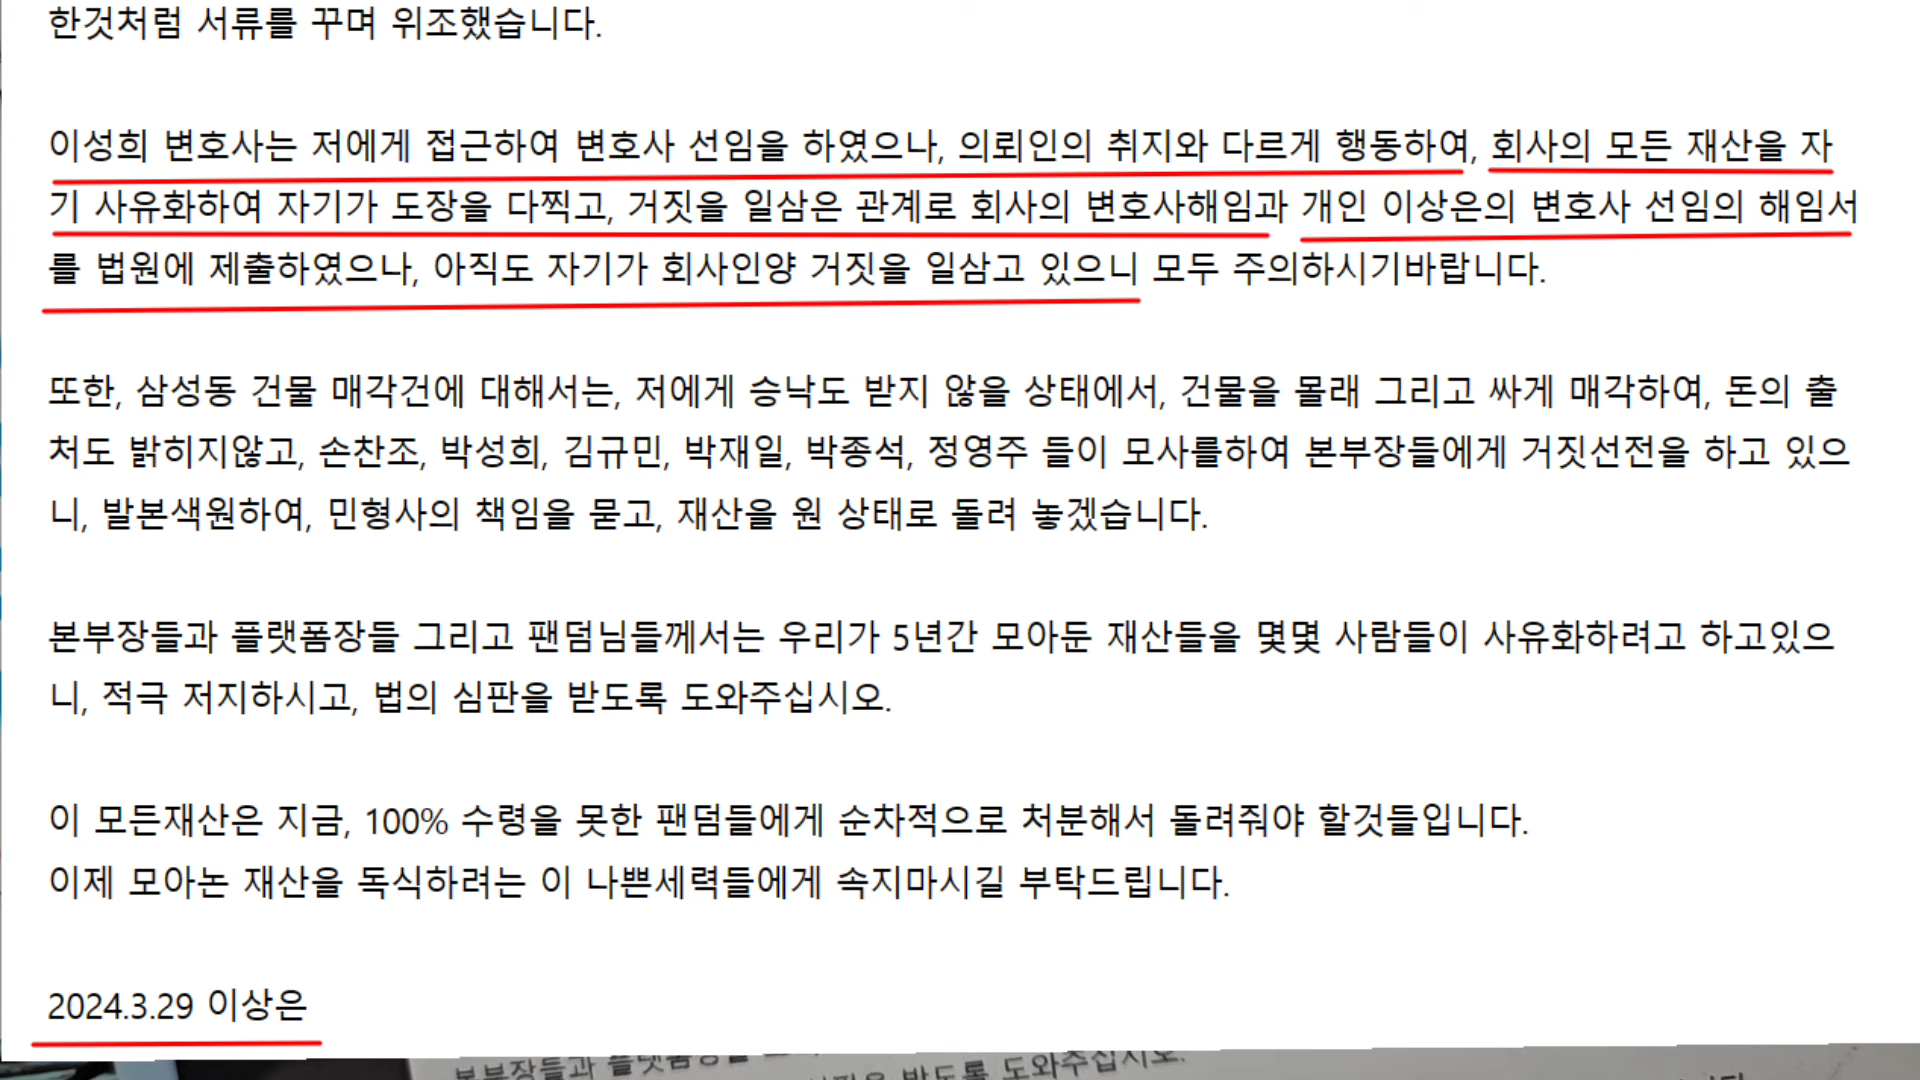 한것처럼 서류를 꾸며 위조했습니다.
이성희 변호사는 저에게 접근하여 변호사 선임을 하였으나, 의뢰인의 취지와 다르게 행동하여, 회사의 모든 재산을 자
기 사유화하여 자기가 도장을 다찍고, 거짓을 일삼은 관계로 회사의 변호사해임과 개인 이상은의 변호사 선임의 해임서
를 법원에 제출하였으나, 아직도 자기가 회사인양 거짓을 일삼고 있으니 모두 주의하시기바랍니다.
또한, 삼성동 건물 매각건에 대해서는, 저에게 승낙도 받지 않을 상태에서, 건물을 몰래 그리고 싸게 매각하여, 돈의 출
처도 밝히지않고, 손찬조, 박성희, 김규민, 박재일, 박종석, 정영주 들이 모사를하여 본부장들에게 거짓선전을 하고 있으
니, 발본색원하여, 민형사의 책임을 묻고, 재산을 원 상태로 돌려 놓겠습니다.
본부장들과 플랫폼장들 그리고 팬덤님들께서는 우리가 5년간 모아둔 재산들을 몇몇 사람들이 사유화하려고 하고있으
니, 적극 저지하시고, 법의 심판을 받도록 도와주십시오.
이 모든재산은 지금, 100% 수령을 못한 팬덤들에게 순차적으로 처분해서 돌려줘야 할것들입니다.
이제 모아논 재산을 독식하려는 이 나쁜세력들에게 속지마시길 부탁드립니다.
2024.3.29 이상은
본부장들과 플랫폼장들
받도록 도와주십시오.